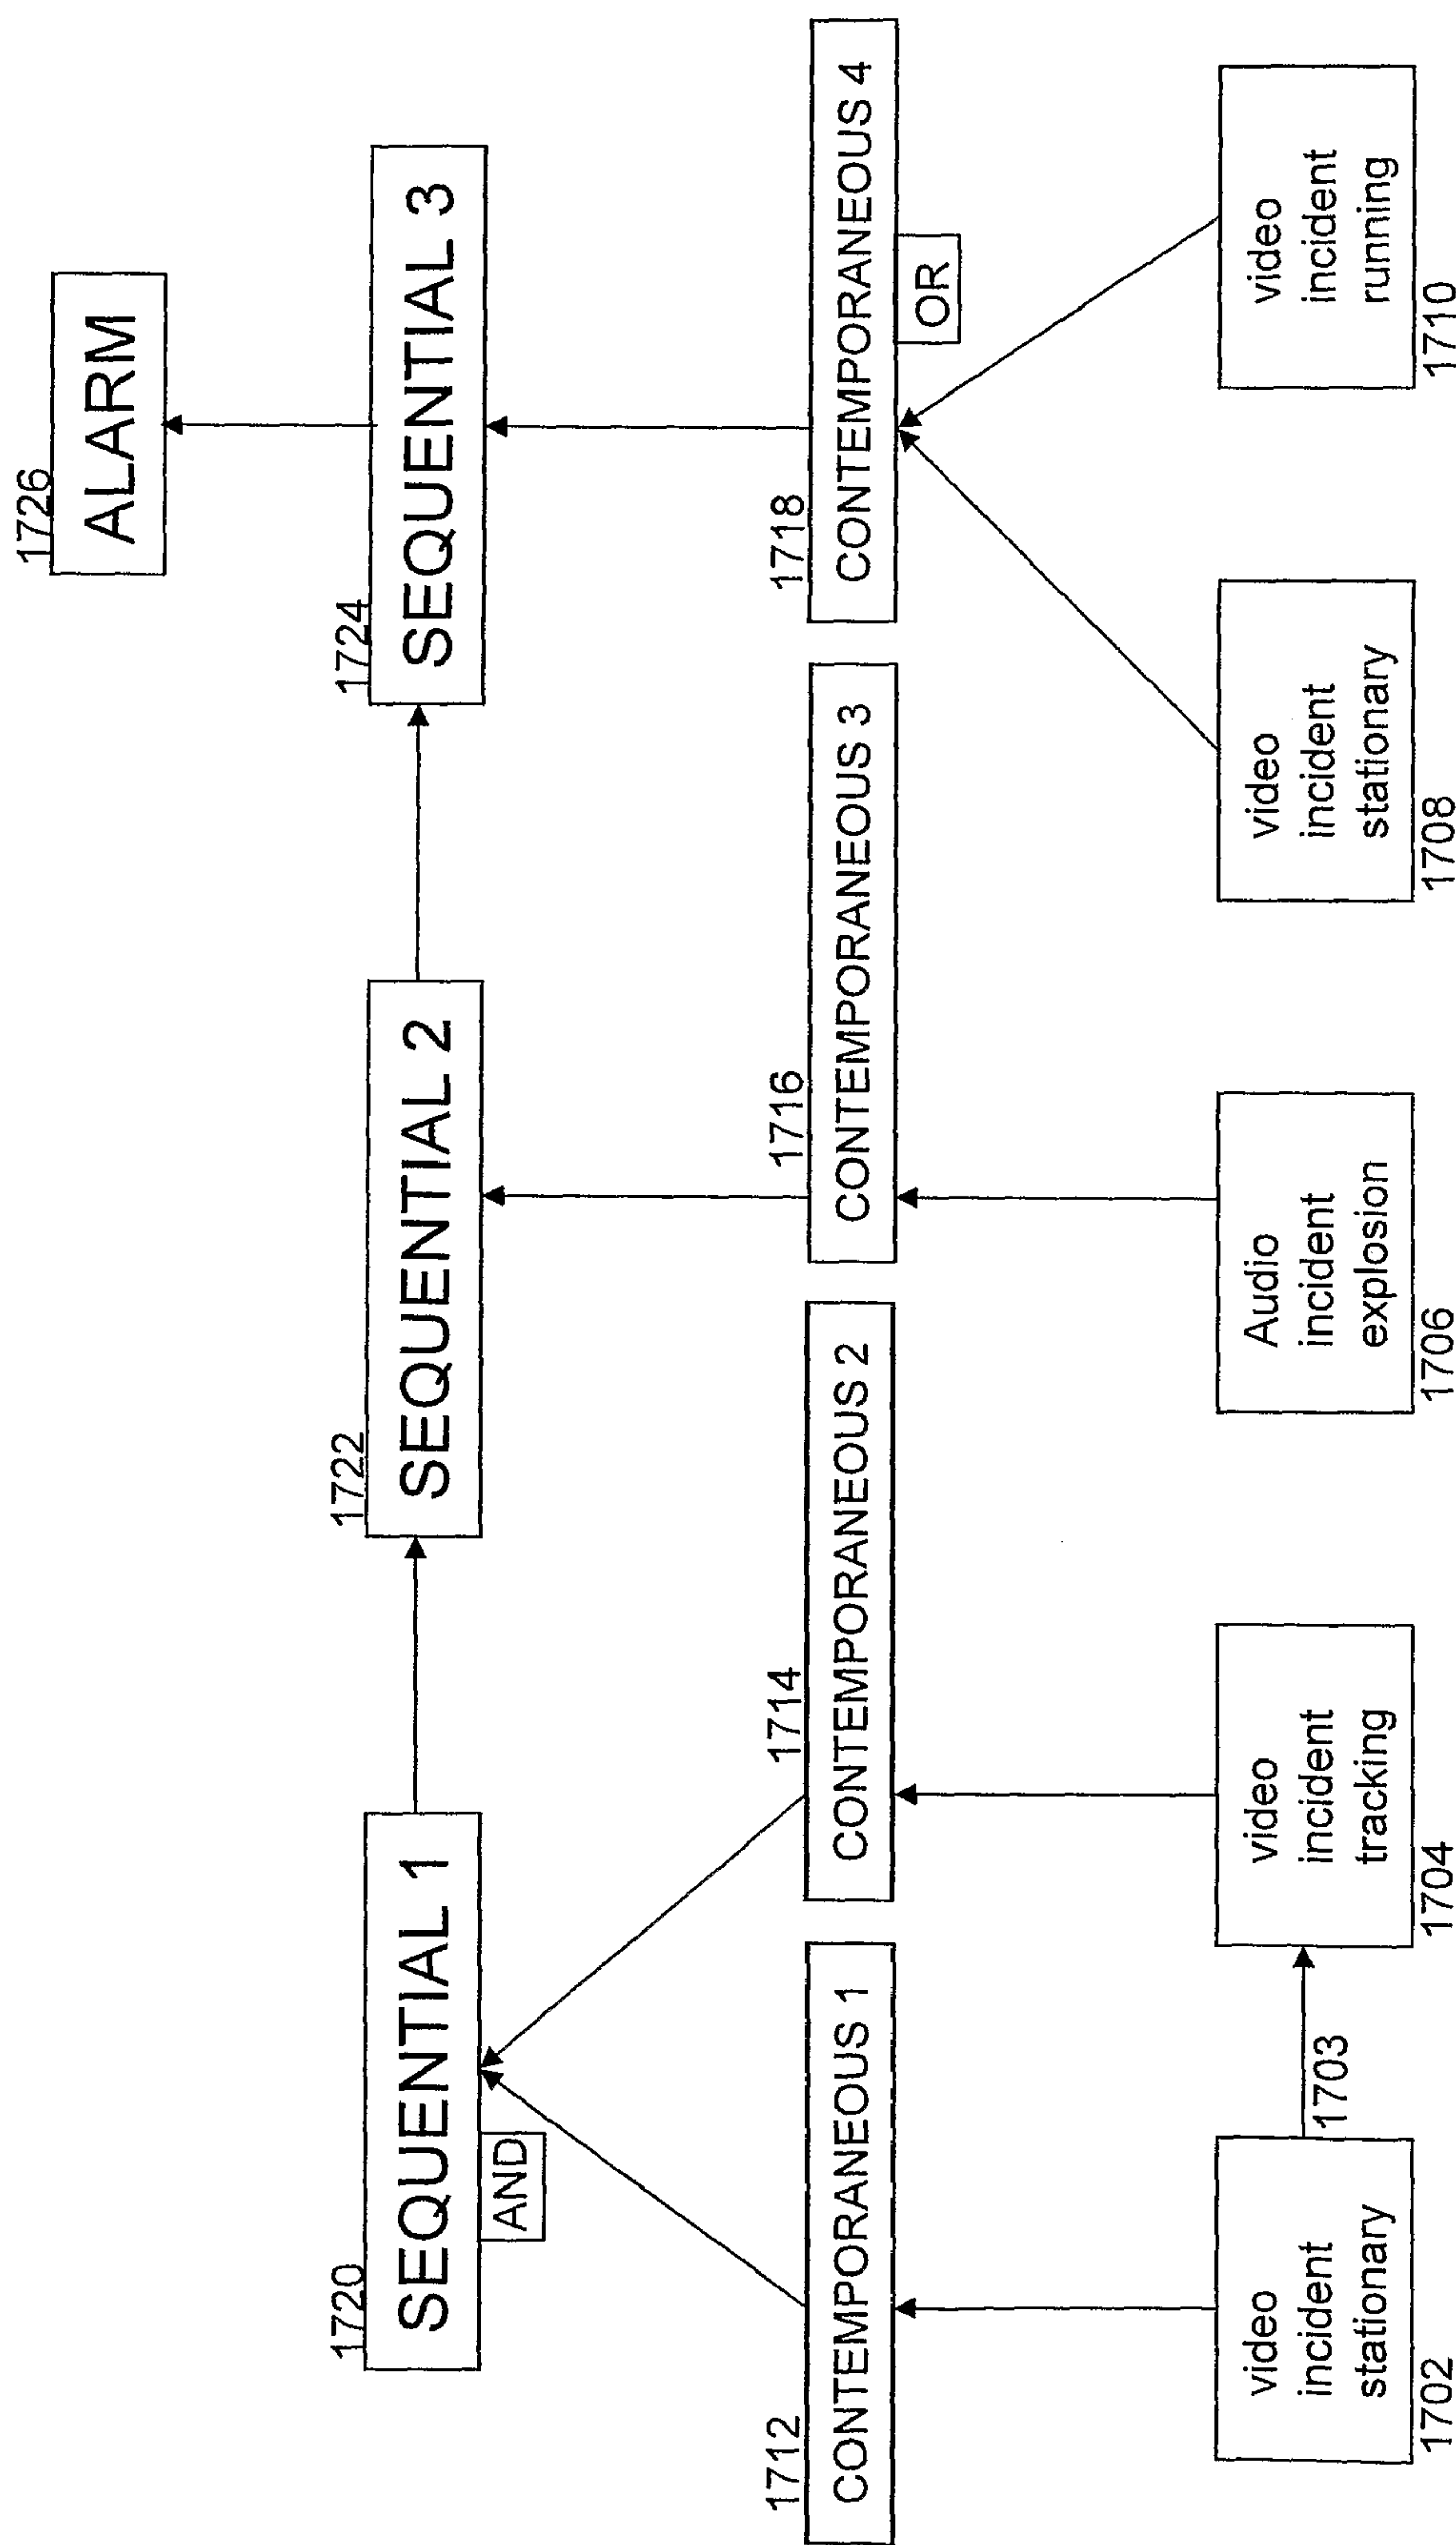 1726
ALARM
1720
SEQUENTIAL 1
AND
1722
SEQUENTIAL 2
1724
SEQUENTIAL 3
1712
CONTEMPORANEOUS 1
1714
CONTEMPORANEOUS 2
1716
CONTEMPORANEOUS 3
1718
CONTEMPORANEOUS 4
OR
video
incident
stationary
1702
1703
video
incident
tracking
1704
Audio
incident
explosion
1706
video
incident
stationary
1708
video
incident
running
1710